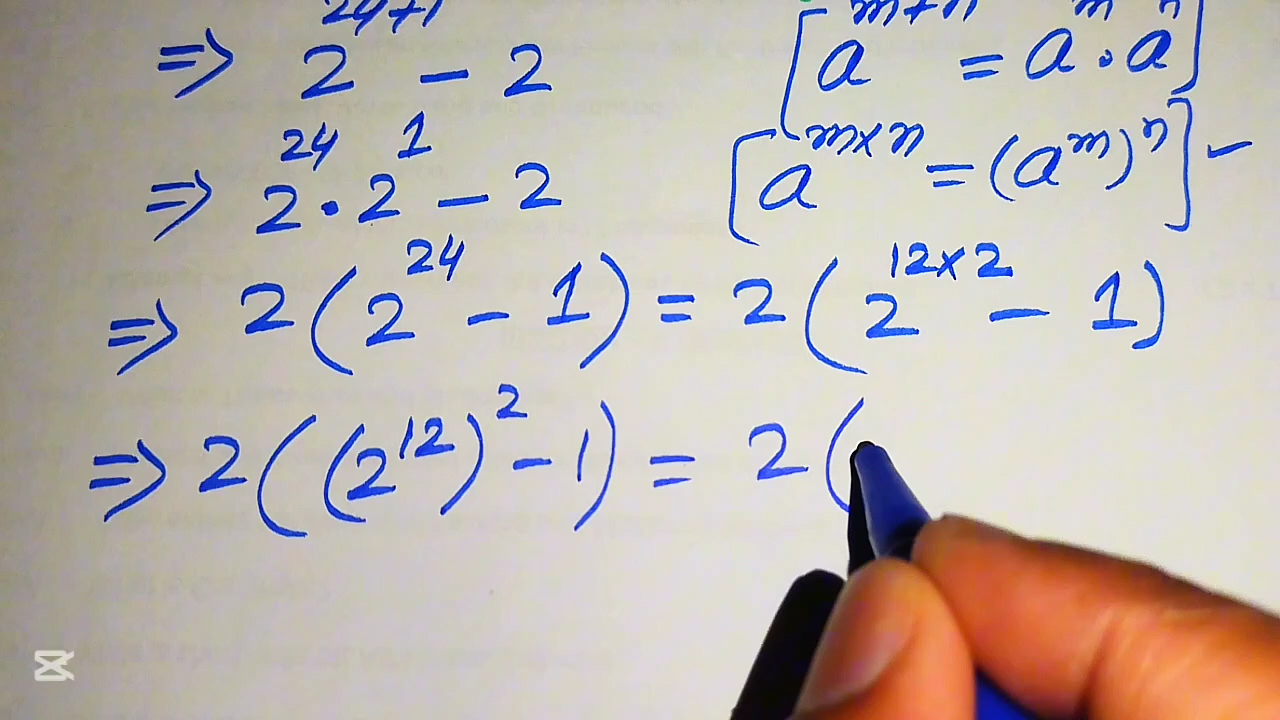 ⇒ 2^(24+1) − 2 [a^(m+n) = a^m · a^n]
⇒ 2^24 · 2^1 − 2 [a^(m×n) = (a^m)^n]
⇒ 2(2^24 − 1) = 2(2^(12×2) − 1)
⇒ 2((2^12)^2 − 1) = 2(